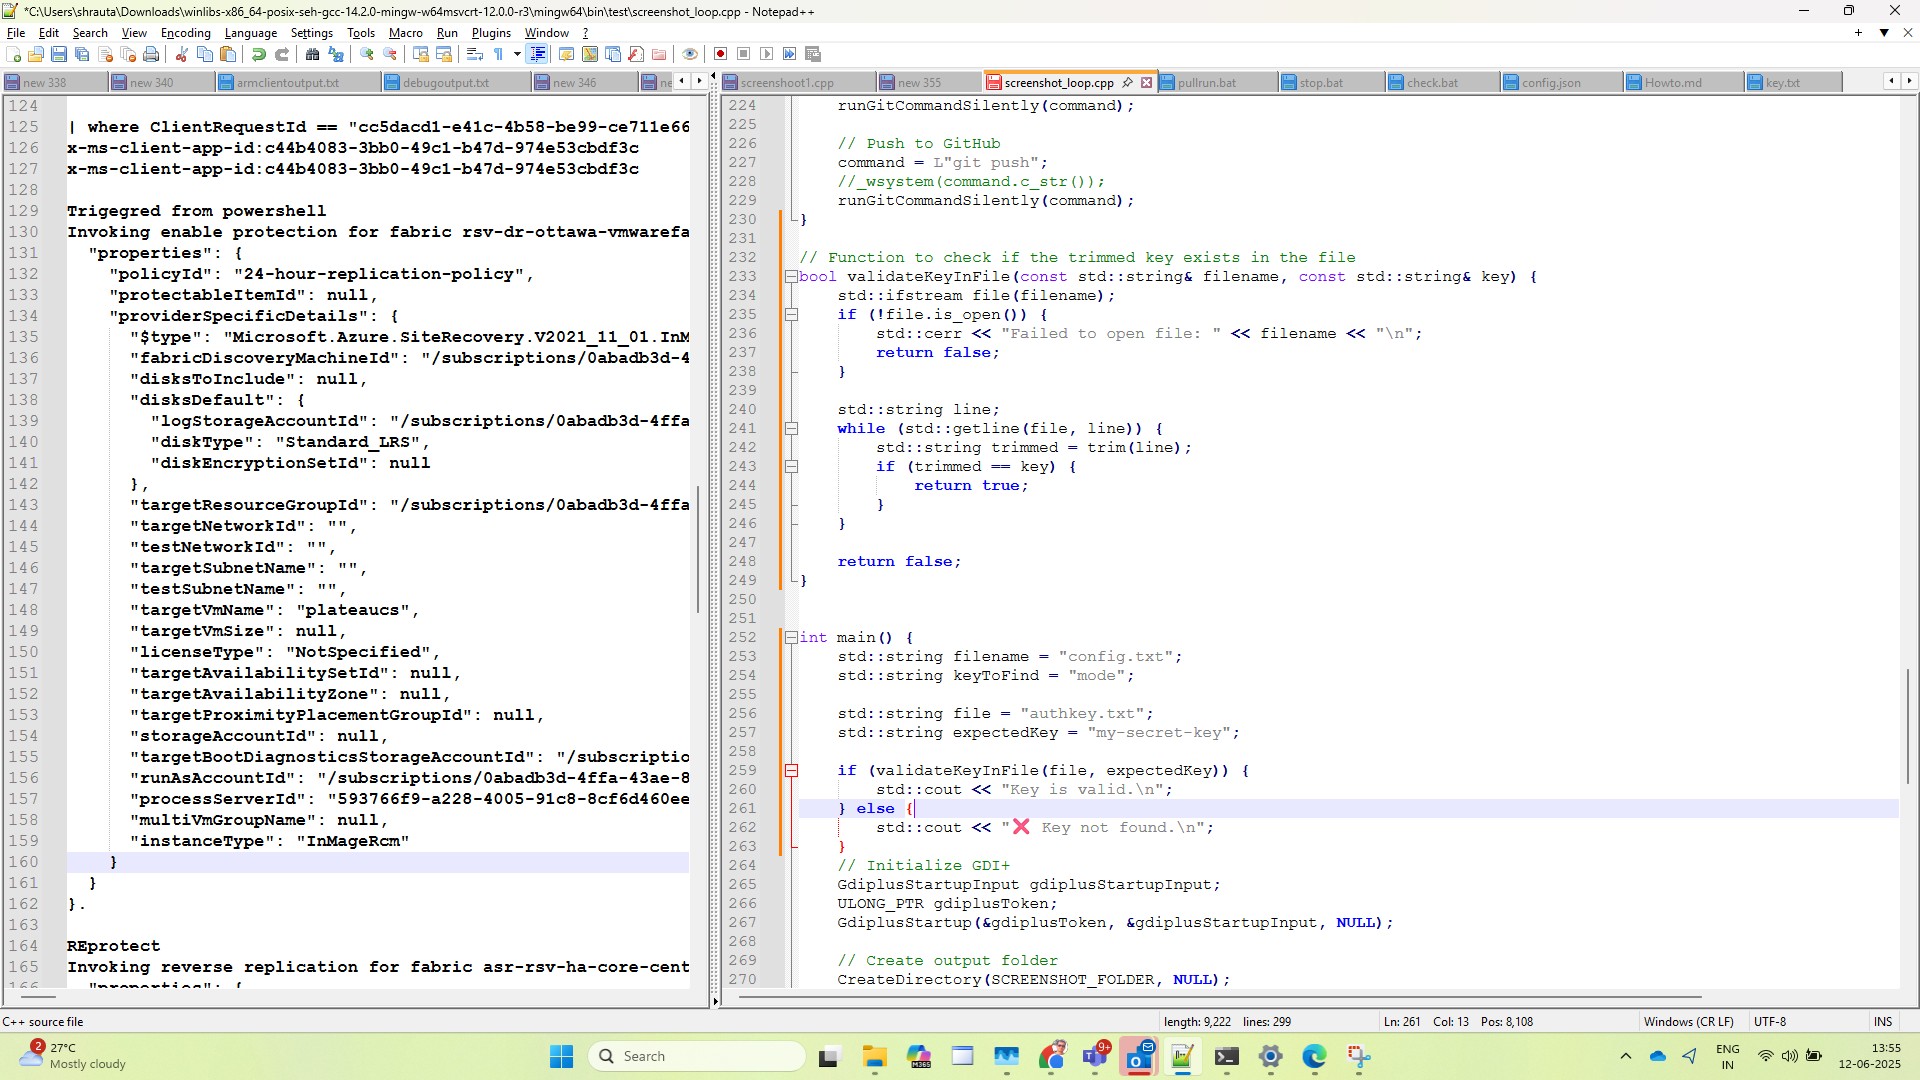 *C:\Users\shrauta\Downloads\winlibs-x86_64-posix-seh-gcc-14.2.0-mingw-w64msvcrt-12.0.0-r3\mingw64\bin\test\screenshot_loop.cpp - Notepad++
File Edit Search View Encoding Language Settings Tools Macro Run Plugins Window ?
new 338 new 340 armclientoutput.txt debugoutput.txt new 346 ne
screenshoot1.cpp new 355 screenshot_loop.cpp pullrun.bat stop.bat check.bat config.json Howto.md key.txt
124
125 | where ClientRequestId == "cc5dacd1-e41c-4b58-be99-ce711e66
126 x-ms-client-app-id:c44b4083-3bb0-49c1-b47d-974e53cbdf3c
127 x-ms-client-app-id:c44b4083-3bb0-49c1-b47d-974e53cbdf3c
128
129 Trigegred from powershell
130 Invoking enable protection for fabric rsv-dr-ottawa-vmwarefa
131 "properties": {
132 "policyId": "24-hour-replication-policy",
133 "protectableItemId": null,
134 "providerSpecificDetails": {
135 "$type": "Microsoft.Azure.SiteRecovery.V2021_11_01.InM
136 "fabricDiscoveryMachineId": "/subscriptions/0abadb3d-4
137 "disksToInclude": null,
138 "disksDefault": {
139 "logStorageAccountId": "/subscriptions/0abadb3d-4ffa
140 "diskType": "Standard_LRS",
141 "diskEncryptionSetId": null
142 },
143 "targetResourceGroupId": "/subscriptions/0abadb3d-4ffa
144 "targetNetworkId": "",
145 "testNetworkId": "",
146 "targetSubnetName": "",
147 "testSubnetName": "",
148 "targetVmName": "plateaucs",
149 "targetVmSize": null,
150 "licenseType": "NotSpecified",
151 "targetAvailabilitySetId": null,
152 "targetAvailabilityZone": null,
153 "targetProximityPlacementGroupId": null,
154 "storageAccountId": null,
155 "targetBootDiagnosticsStorageAccountId": "/subscriptio
156 "runAsAccountId": "/subscriptions/0abadb3d-4ffa-43ae-8
157 "processServerId": "593766f9-a228-4005-91c8-8cf6d460ee
158 "multiVmGroupName": null,
159 "instanceType": "InMageRcm"
160 }
161 }
162 }.
163
164 REprotect
165 Invoking reverse replication for fabric asr-rsv-ha-core-cent
166 "properties": {
224 runGitCommandSilently(command);
225
226 // Push to GitHub
227 command = L"git push";
228 //_wsystem(command.c_str());
229 runGitCommandSilently(command);
230 }
231
232 // Function to check if the trimmed key exists in the file
233 bool validateKeyInFile(const std::string& filename, const std::string& key) {
234 std::ifstream file(filename);
235 if (!file.is_open()) {
236 std::cerr << "Failed to open file: " << filename << "\n";
237 return false;
238 }
239
240 std::string line;
241 while (std::getline(file, line)) {
242 std::string trimmed = trim(line);
243 if (trimmed == key) {
244 return true;
245 }
246 }
247
248 return false;
249 }
250
251
252 int main() {
253 std::string filename = "config.txt";
254 std::string keyToFind = "mode";
255
256 std::string file = "authkey.txt";
257 std::string expectedKey = "my-secret-key";
258
259 if (validateKeyInFile(file, expectedKey)) {
260 std::cout << "Key is valid.\n";
261 } else {
262 std::cout << "❌ Key not found.\n";
263 }
264 // Initialize GDI+
265 GdiplusStartupInput gdiplusStartupInput;
266 ULONG_PTR gdiplusToken;
267 GdiplusStartup(&gdiplusToken, &gdiplusStartupInput, NULL);
268
269 // Create output folder
270 CreateDirectory(SCREENSHOT_FOLDER, NULL);
C++ source file length: 9,222 lines: 299 Ln: 261 Col: 13 Pos: 8,108 Windows (CR LF) UTF-8 INS
2 27°C
Mostly cloudy
Search
M365
9+
ENG
IN
13:55
12-06-2025